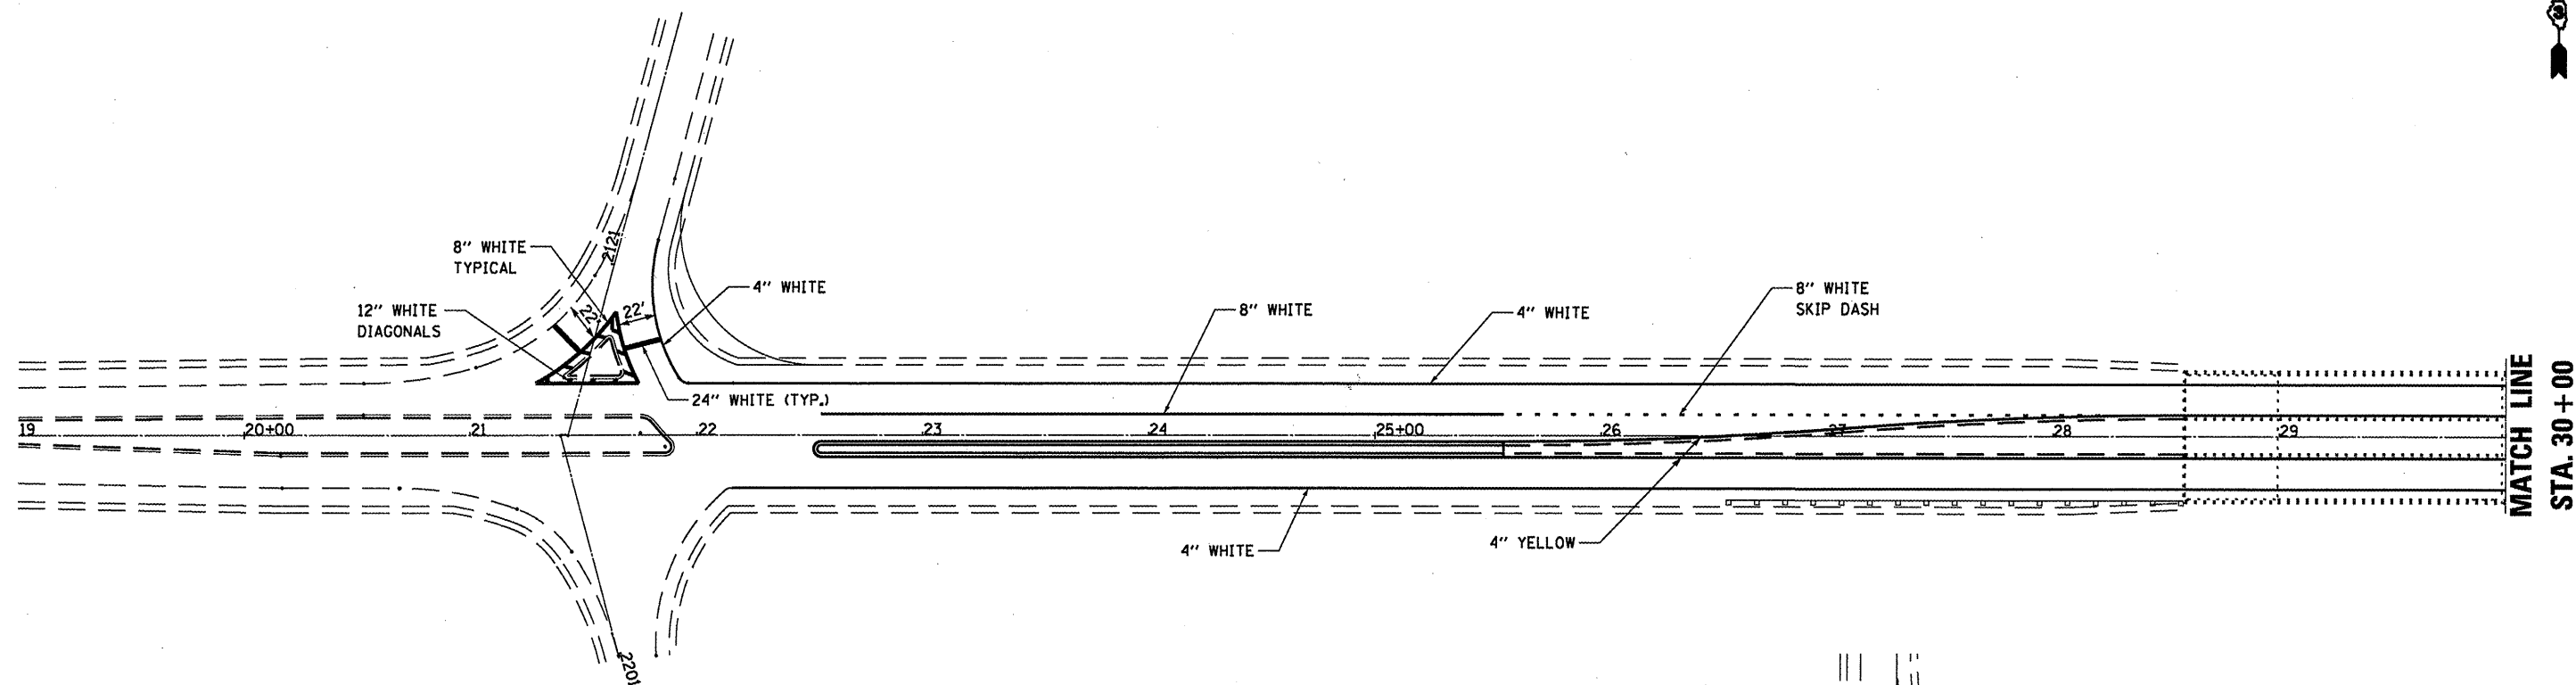 8" WHITE
TYPICAL
12" WHITE
DIAGONALS
22'
22'
4" WHITE
24" WHITE (TYP.)
8" WHITE
4" WHITE
8" WHITE
SKIP DASH
4" WHITE
4" YELLOW
19
20+00
21
22
23
24
25+00
26
27
28
29
2121
2201
MATCH LINE
STA. 30+00